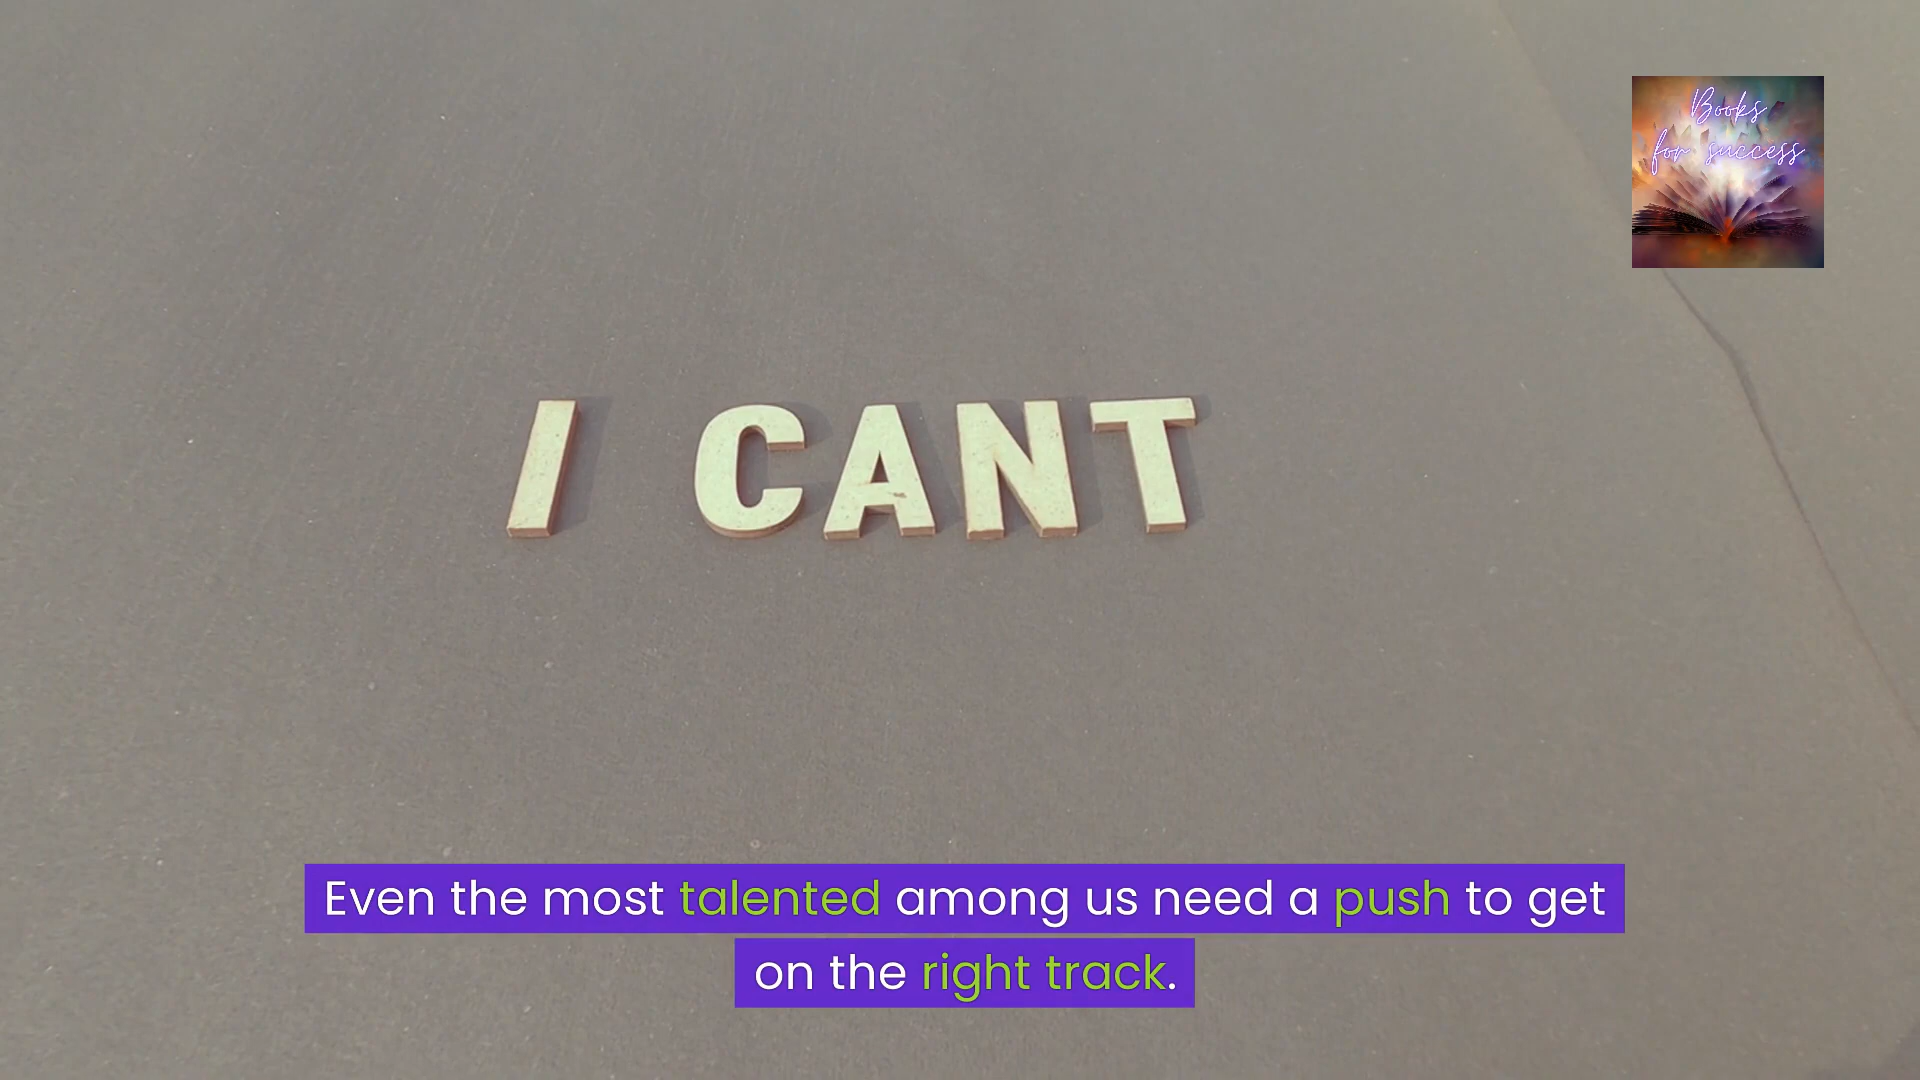 Books
for success
I CANT
Even the most talented among us need a push to get
on the right track.